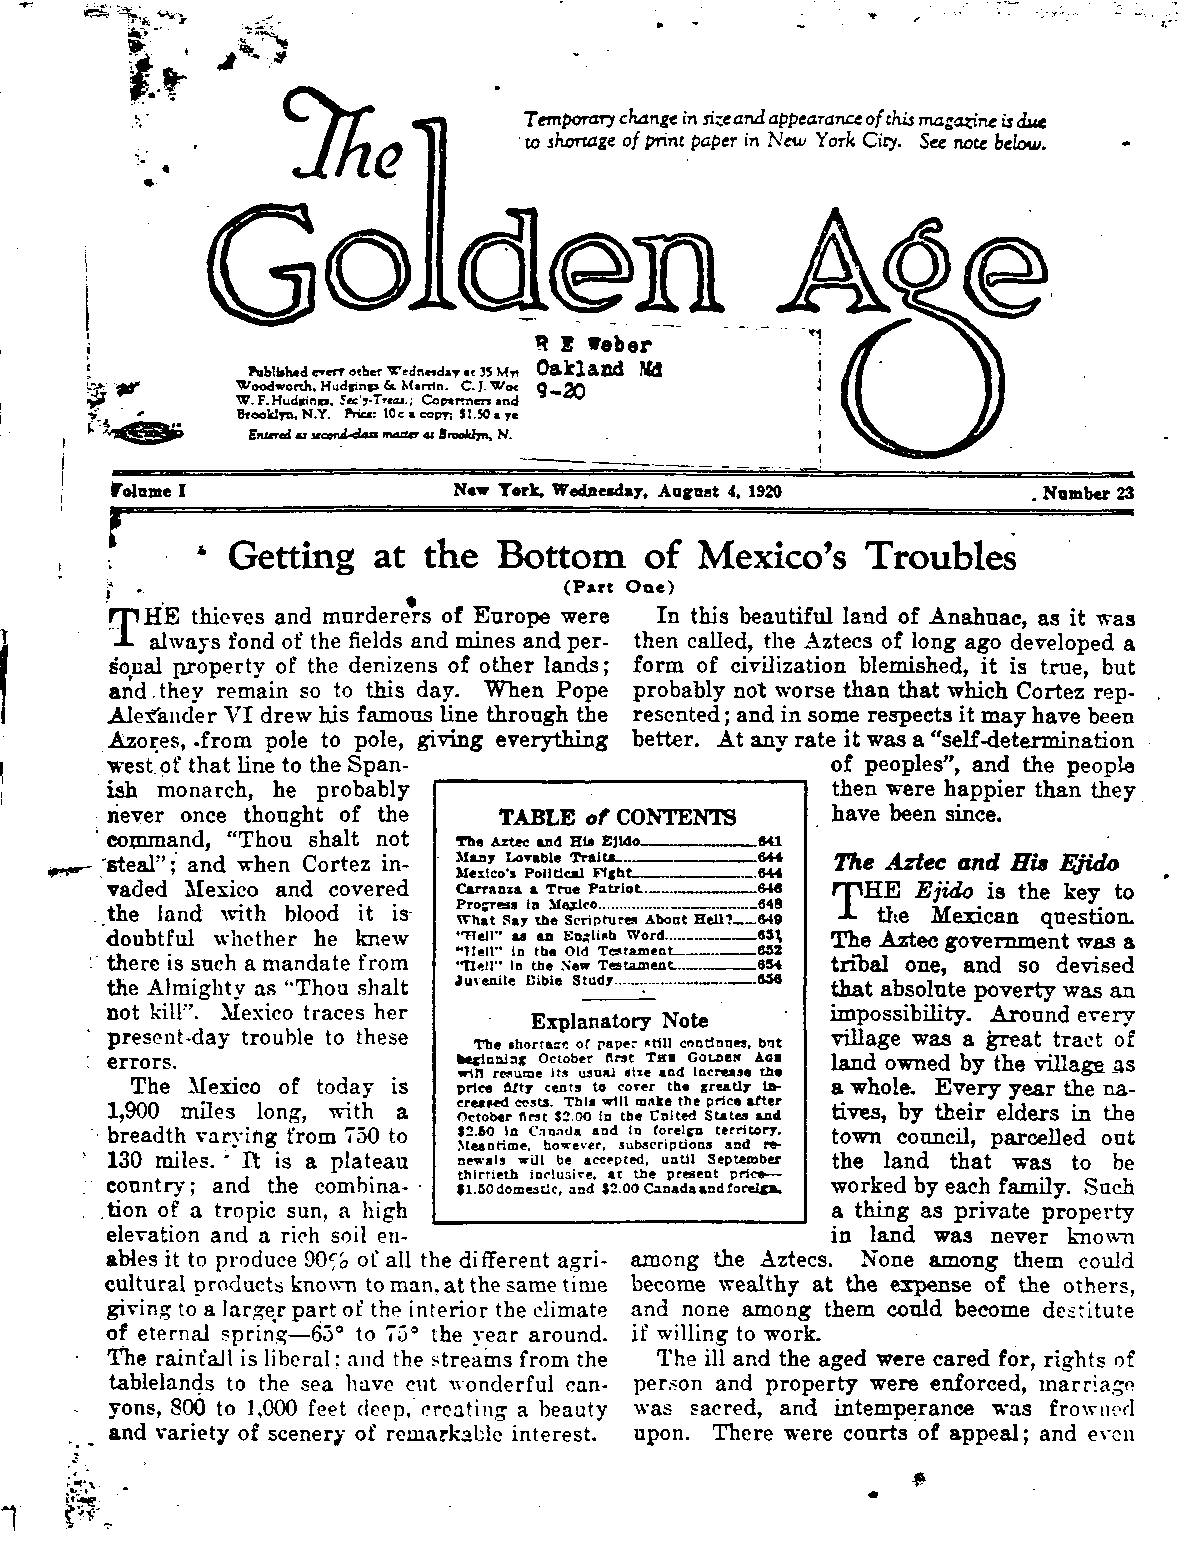 The
Golden Age
Temporary change in size and appearance of this magazine is due
to shortage of print paper in New York City. See note below.
R E Weber
Oakland Md
9-20
Published every other Wednesday at 35 Myr
Woodworth, Hudgings & Martin. C. J. Woo
W. F. Hudgings, Sec'y-Treas.; Copartners and
Brooklyn, N.Y. Price: 10c a copy; $1.50 a ye
Entered as second-class matter at Brooklyn, N.
Volume I New York, Wednesday, August 4, 1920 Number 23
Getting at the Bottom of Mexico's Troubles
(Part One)
THE thieves and murderers of Europe were
always fond of the fields and mines and per-
sonal property of the denizens of other lands;
and they remain so to this day. When Pope
Alexander VI drew his famous line through the
Azores, from pole to pole, giving everything
west of that line to the Span-
ish monarch, he probably
never once thought of the
command, "Thou shalt not
steal"; and when Cortez in-
vaded Mexico and covered
the land with blood it is
doubtful whether he knew
there is such a mandate from
the Almighty as "Thou shalt
not kill". Mexico traces her
present-day trouble to these
errors.
The Mexico of today is
1,900 miles long, with a
breadth varying from 750 to
130 miles. It is a plateau
country; and the combina-
tion of a tropic sun, a high
elevation and a rich soil en-
ables it to produce 90% of all the different agri-
cultural products known to man, at the same time
giving to a larger part of the interior the climate
of eternal spring—65° to 75° the year around.
The rainfall is liberal; and the streams from the
tablelands to the sea have cut wonderful can-
yons, 800 to 1,000 feet deep, creating a beauty
and variety of scenery of remarkable interest.
TABLE of CONTENTS
The Aztec and His Ejido 641
Many Lovable Traits 644
Mexico's Political Fight 644
Carranza a True Patriot 646
Progress in Mexico 648
What Say the Scriptures About Hell? 649
"Hell" as an English Word 651
"Hell" in the Old Testament 652
"Hell" in the New Testament 654
Juvenile Bible Study 656
Explanatory Note
The shortage of paper still continues, but
beginning October first THE GOLDEN AGE
will resume its usual size and increase the
price fifty cents to cover the greatly in-
creased costs. This will make the price after
October first $2.00 in the United States and
$2.50 in Canada and in foreign territory.
Meantime, however, subscriptions and re-
newals will be accepted, until September
thirtieth inclusive, at the present price—
$1.50 domestic, and $2.00 Canada and foreign.
In this beautiful land of Anahuac, as it was
then called, the Aztecs of long ago developed a
form of civilization blemished, it is true, but
probably not worse than that which Cortez rep-
resented; and in some respects it may have been
better. At any rate it was a "self-determination
of peoples", and the people
then were happier than they
have been since.
The Aztec and His Ejido
THE Ejido is the key to
the Mexican question.
The Aztec government was a
tribal one, and so devised
that absolute poverty was an
impossibility. Around every
village was a great tract of
land owned by the village as
a whole. Every year the na-
tives, by their elders in the
town council, parcelled out
the land that was to be
worked by each family. Such
a thing as private property
in land was never known
among the Aztecs. None among them could
become wealthy at the expense of the others,
and none among them could become destitute
if willing to work.
The ill and the aged were cared for, rights of
person and property were enforced, marriage
was sacred, and intemperance was frowned
upon. There were courts of appeal; and even